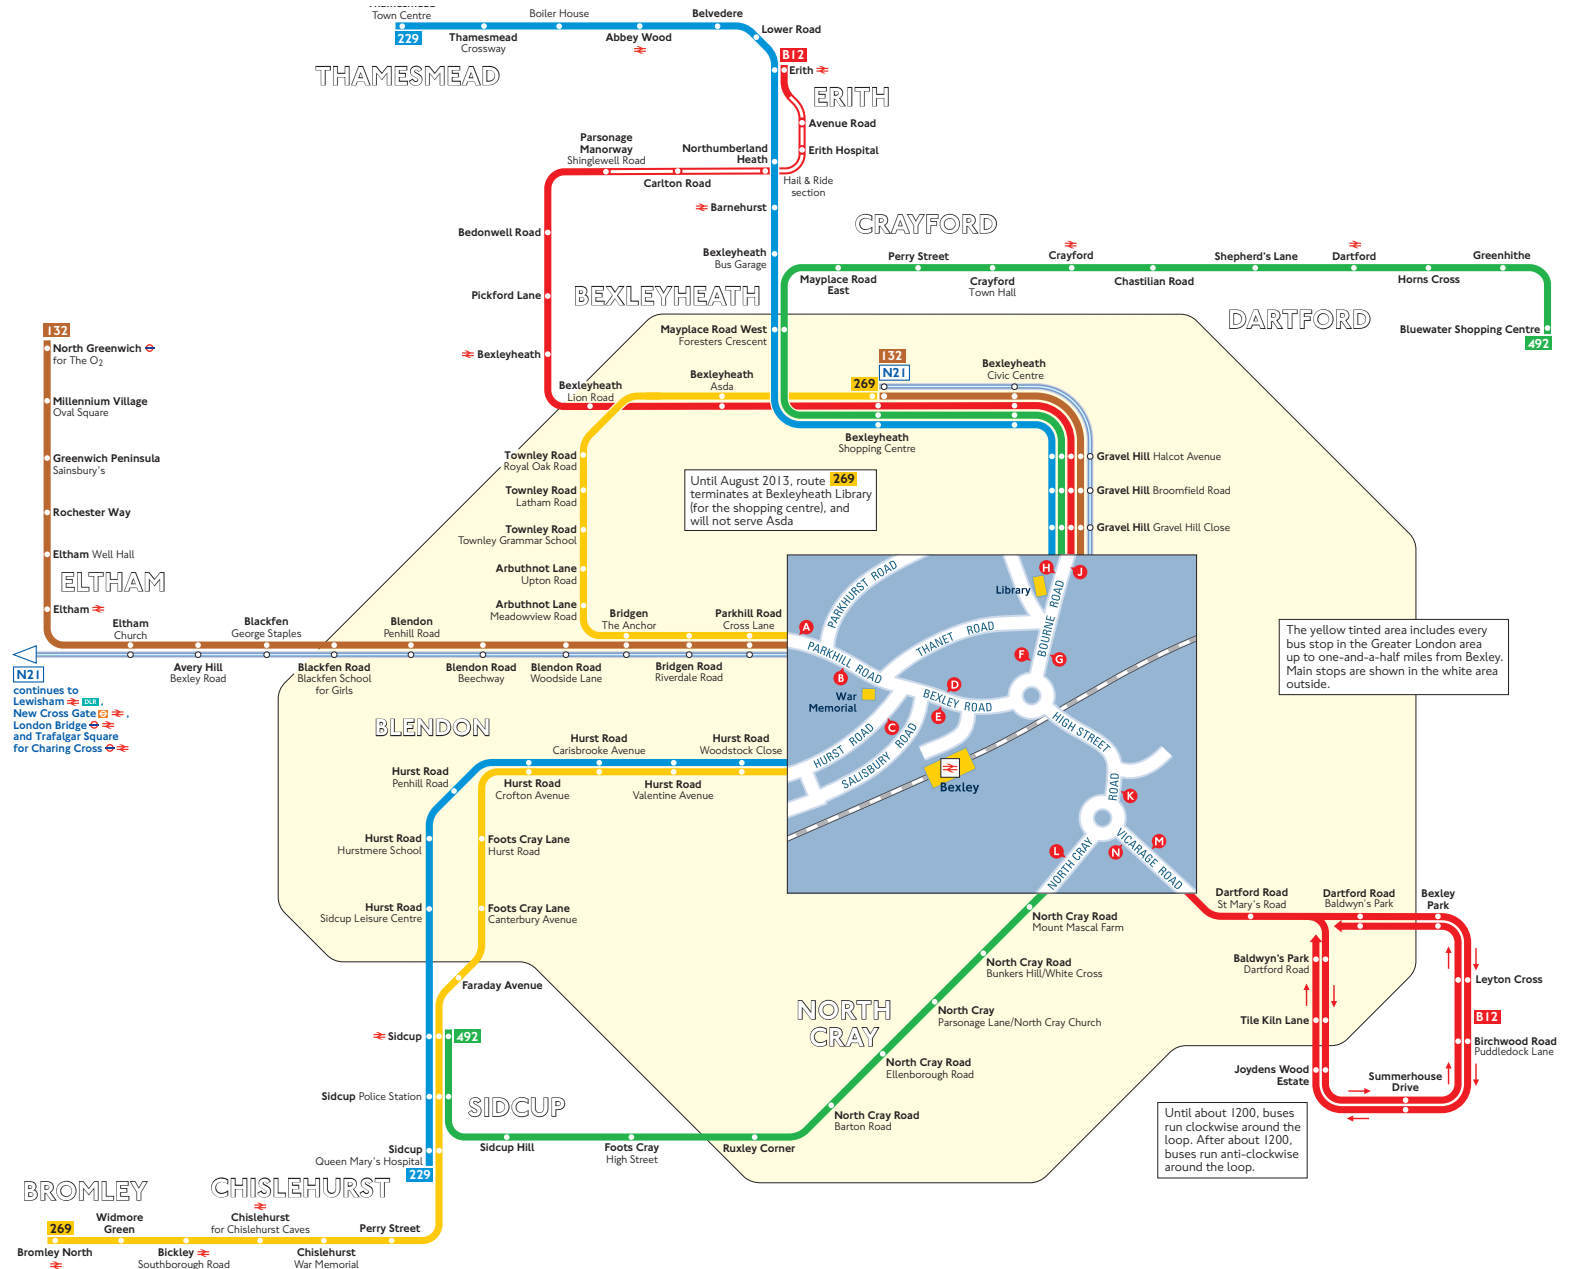 Town Centre
229
Thamesmead
Crossway
Boiler House
Abbey Wood
Belvedere
Lower Road
THAMESMEAD
B12
Erith
ERITH
Avenue Road
Erith Hospital
Parsonage
Manorway
Shinglewell Road
Carlton Road
Northumberland
Heath
Hail & Ride
section
Barnehurst
Bedonwell Road
Bexleyheath
Bus Garage
Pickford Lane
BEXLEYHEATH
Bexleyheath
CRAYFORD
Mayplace Road
East
Perry Street
Crayford
Town Hall
Crayford
Chastilian Road
Shepherd's Lane
Dartford
Horns Cross
Greenhithe
DARTFORD
Bluewater Shopping Centre
492
Mayplace Road West
Foresters Crescent
132
North Greenwich
for The O2
Millennium Village
Oval Square
Greenwich Peninsula
Sainsbury's
Rochester Way
Eltham Well Hall
ELTHAM
Eltham
Eltham
Church
Avery Hill
Bexley Road
Blackfen
George Staples
Blackfen Road
Blackfen School
for Girls
Blendon
Penhill Road
Blendon Road
Beechway
Blendon Road
Woodside Lane
Bridgen
The Anchor
Bridgen Road
Riverdale Road
Parkhill Road
Cross Lane
N21
continues to
Lewisham DLR,
New Cross Gate ,
London Bridge
and Trafalgar Square
for Charing Cross
Bexleyheath
Lion Road
Bexleyheath
Asda
269
132
N21
Bexleyheath
Civic Centre
Bexleyheath
Shopping Centre
Gravel Hill Halcot Avenue
Gravel Hill Broomfield Road
Gravel Hill Gravel Hill Close
Townley Road
Royal Oak Road
Townley Road
Latham Road
Townley Road
Townley Grammar School
Arbuthnot Lane
Upton Road
Arbuthnot Lane
Meadowview Road
Until August 2013, route 269
terminates at Bexleyheath Library
(for the shopping centre), and
will not serve Asda
PARKHURST ROAD
Library
H
J
BOURNE ROAD
THANET ROAD
A
PARKHILL ROAD
B
F
G
War
Memorial
D
BEXLEY ROAD
E
C
HURST ROAD
SALISBURY ROAD
HIGH STREET
Bexley
ROAD
K
L
NORTH CRAY
N
M
VICARAGE ROAD
The yellow tinted area includes every
bus stop in the Greater London area
up to one-and-a-half miles from Bexley.
Main stops are shown in the white area
outside.
BLENDON
Hurst Road
Penhill Road
Hurst Road
Carisbrooke Avenue
Hurst Road
Woodstock Close
Hurst Road
Crofton Avenue
Hurst Road
Valentine Avenue
Hurst Road
Hurstmere School
Foots Cray Lane
Hurst Road
Hurst Road
Sidcup Leisure Centre
Foots Cray Lane
Canterbury Avenue
Faraday Avenue
Sidcup
492
Sidcup Police Station
SIDCUP
Sidcup
Queen Mary's Hospital
229
Sidcup Hill
Foots Cray
High Street
Ruxley Corner
North Cray Road
Mount Mascal Farm
North Cray Road
Bunkers Hill/White Cross
North Cray
Parsonage Lane/North Cray Church
NORTH
CRAY
North Cray Road
Ellenborough Road
North Cray Road
Barton Road
Dartford Road
St Mary's Road
Dartford Road
Baldwyn's Park
Bexley
Park
Baldwyn's Park
Dartford Road
Leyton Cross
Tile Kiln Lane
B12
Joydens Wood
Estate
Birchwood Road
Puddledock Lane
Summerhouse
Drive
Until about 1200, buses
run clockwise around the
loop. After about 1200,
buses run anti-clockwise
around the loop.
BROMLEY
CHISLEHURST
269
Bromley North
Widmore
Green
Bickley
Southborough Road
Chislehurst
for Chislehurst Caves
Chislehurst
War Memorial
Perry Street